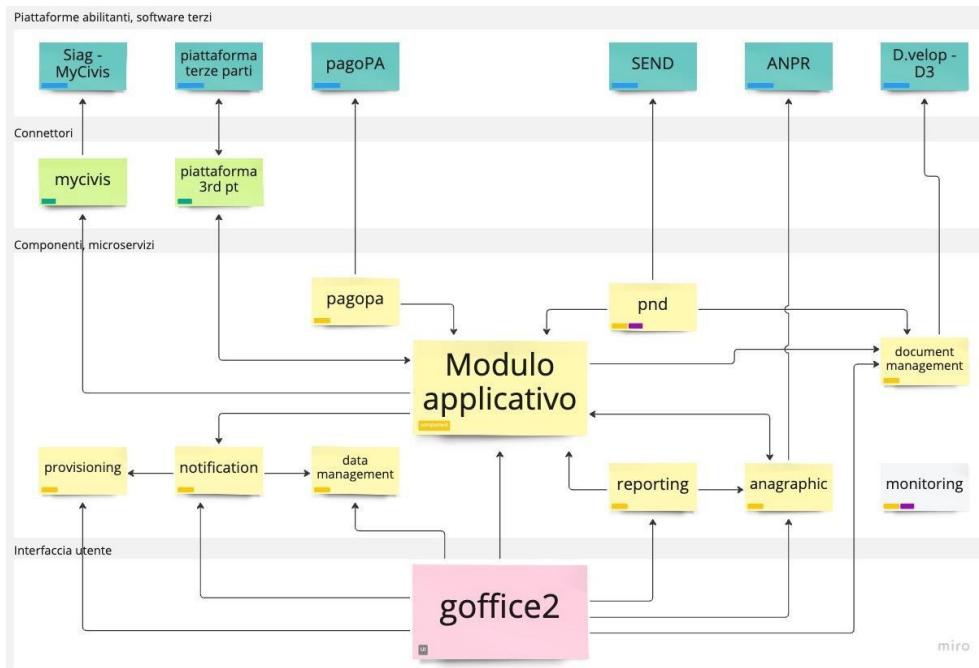 Piattaforme abilitanti, software terzi
Siag -
MyCivis
piattaforma
terze parti
pagoPA
SEND
ANPR
D.velop -
D3
Connettori
mycivis
piattaforma
3rd pt
Componenti, microservizi
pagopa
pnd
Modulo
applicativo
component
document
management
provisioning
notification
data
management
reporting
anagraphic
monitoring
Interfaccia utente
goffice2
UI
miro